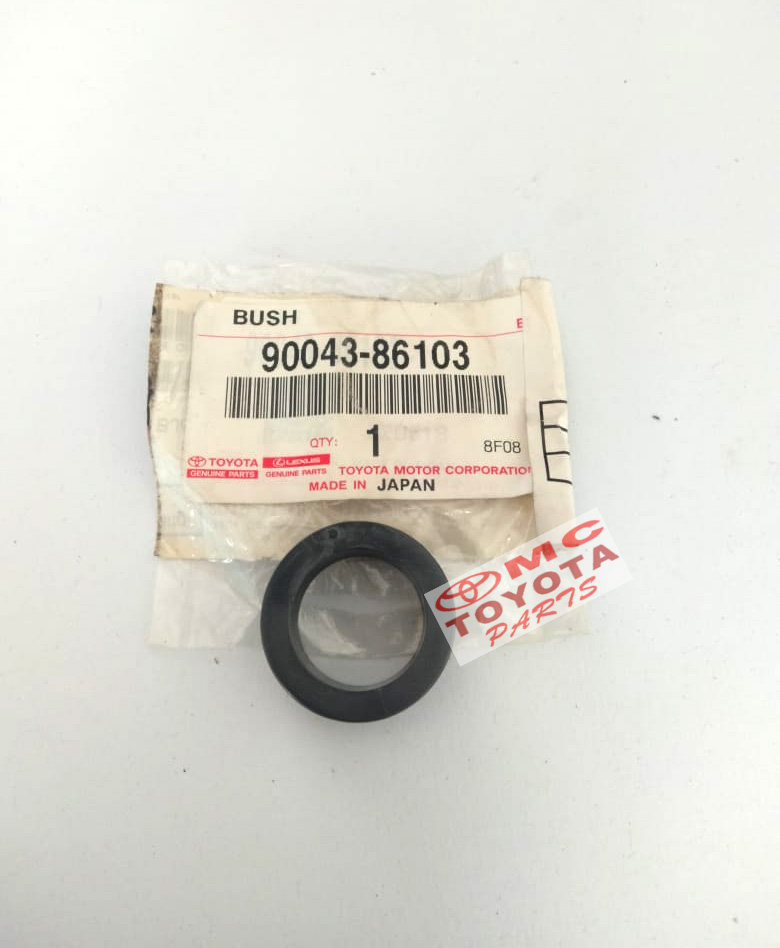 BUSH
E
90043-86103
QTY: 1
8F08
TOYOTA LEXUS
GENUINE PARTS GENUINE PARTS TOYOTA MOTOR CORPORATIO
MADE IN JAPAN
MC
TOYOTA
PARTS